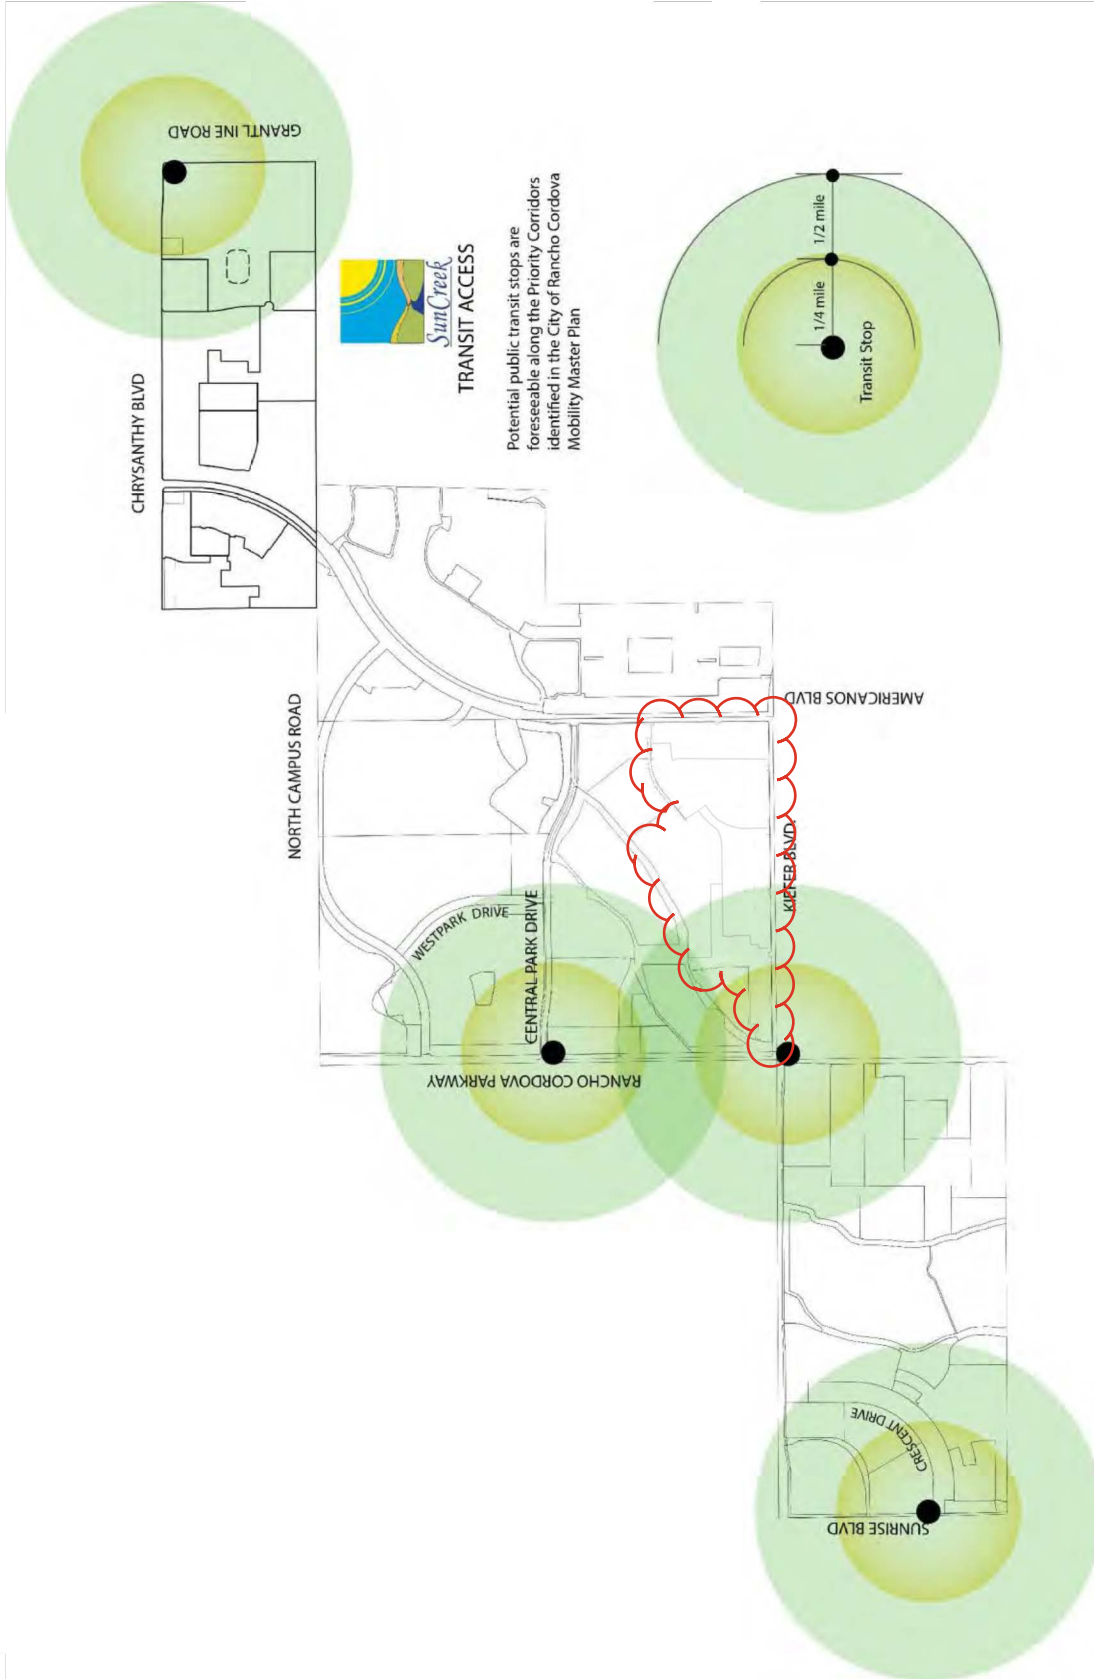 GRANTLINE ROAD
CHRYSANTHY BLVD
SunCreek
TRANSIT ACCESS
Potential public transit stops are
foreseeable along the Priority Corridors
identified in the City of Rancho Cordova
Mobility Master Plan
1/2 mile
1/4 mile
Transit Stop
NORTH CAMPUS ROAD
AMERICANOS BLVD
KIEFER BLVD.
WESTPARK DRIVE
CENTRAL PARK DRIVE
RANCHO CORDOVA PARKWAY
CRESCENT DRIVE
SUNRISE BLVD